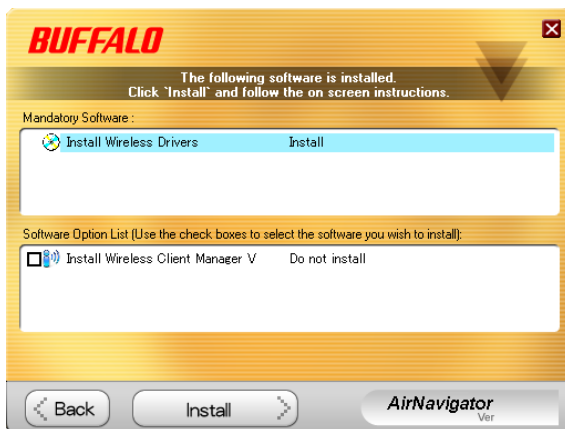 BUFFALO
The following software is installed.
Click `Install` and follow the on screen instructions.
Mandatory Software :
Install Wireless Drivers Install
Software Option List (Use the check boxes to select the software you wish to install):
Install Wireless Client Manager V Do not install
Back Install AirNavigator
Ver